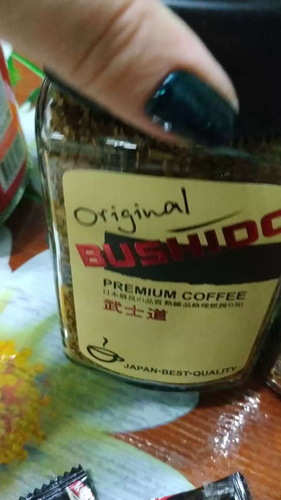 Original
BUSHIDO
PREMIUM COFFEE
武士道
JAPAN-BEST-QUALITY